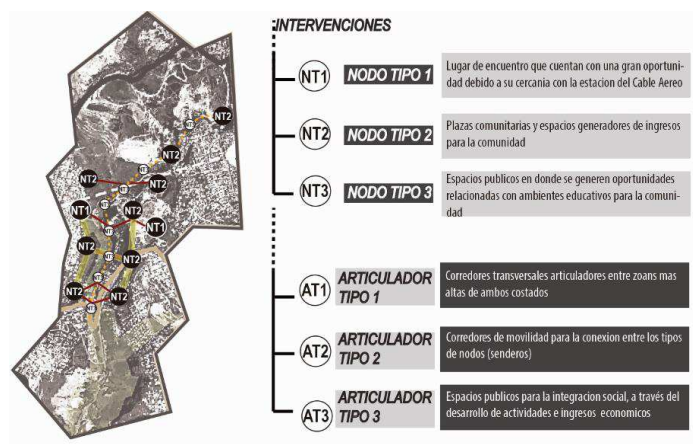 INTERVENCIONES
NT1
NODO TIPO 1
Lugar de encuentro que cuentan con una gran oportuni-
dad debido a su cercania con la estacion del Cable Aereo
NT2
NODO TIPO 2
Plazas comunitarias y espacios generadores de ingresos
para la comunidad
NT3
NODO TIPO 3
Espacios publicos en donde se generen oportunidades
relacionadas con ambientes educativos para la comuni-
dad
AT1
ARTICULADOR
TIPO 1
Corredores transversales articuladores entre zoans mas
altas de ambos costados
AT2
ARTICULADOR
TIPO 2
Corredores de movilidad para la conexion entre los tipos
de nodos (senderos)
AT3
ARTICULADOR
TIPO 3
Espacios publicos para la integracion social, a través del
desarrollo de actividades e ingresos economicos
NT2
NT2
NT2
NT2
NT1
NT2
NT1
NT2
NT2
NT2
NT2